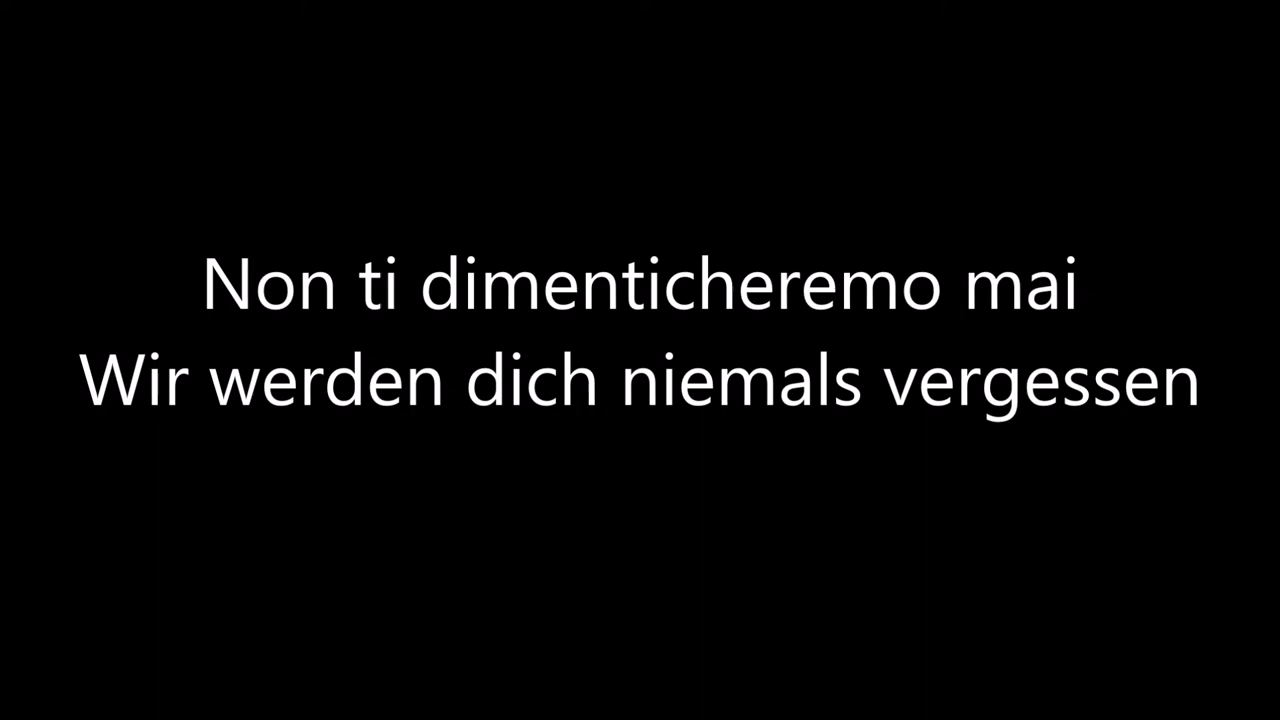 Non ti dimenticheremo mai
Wir werden dich niemals vergessen